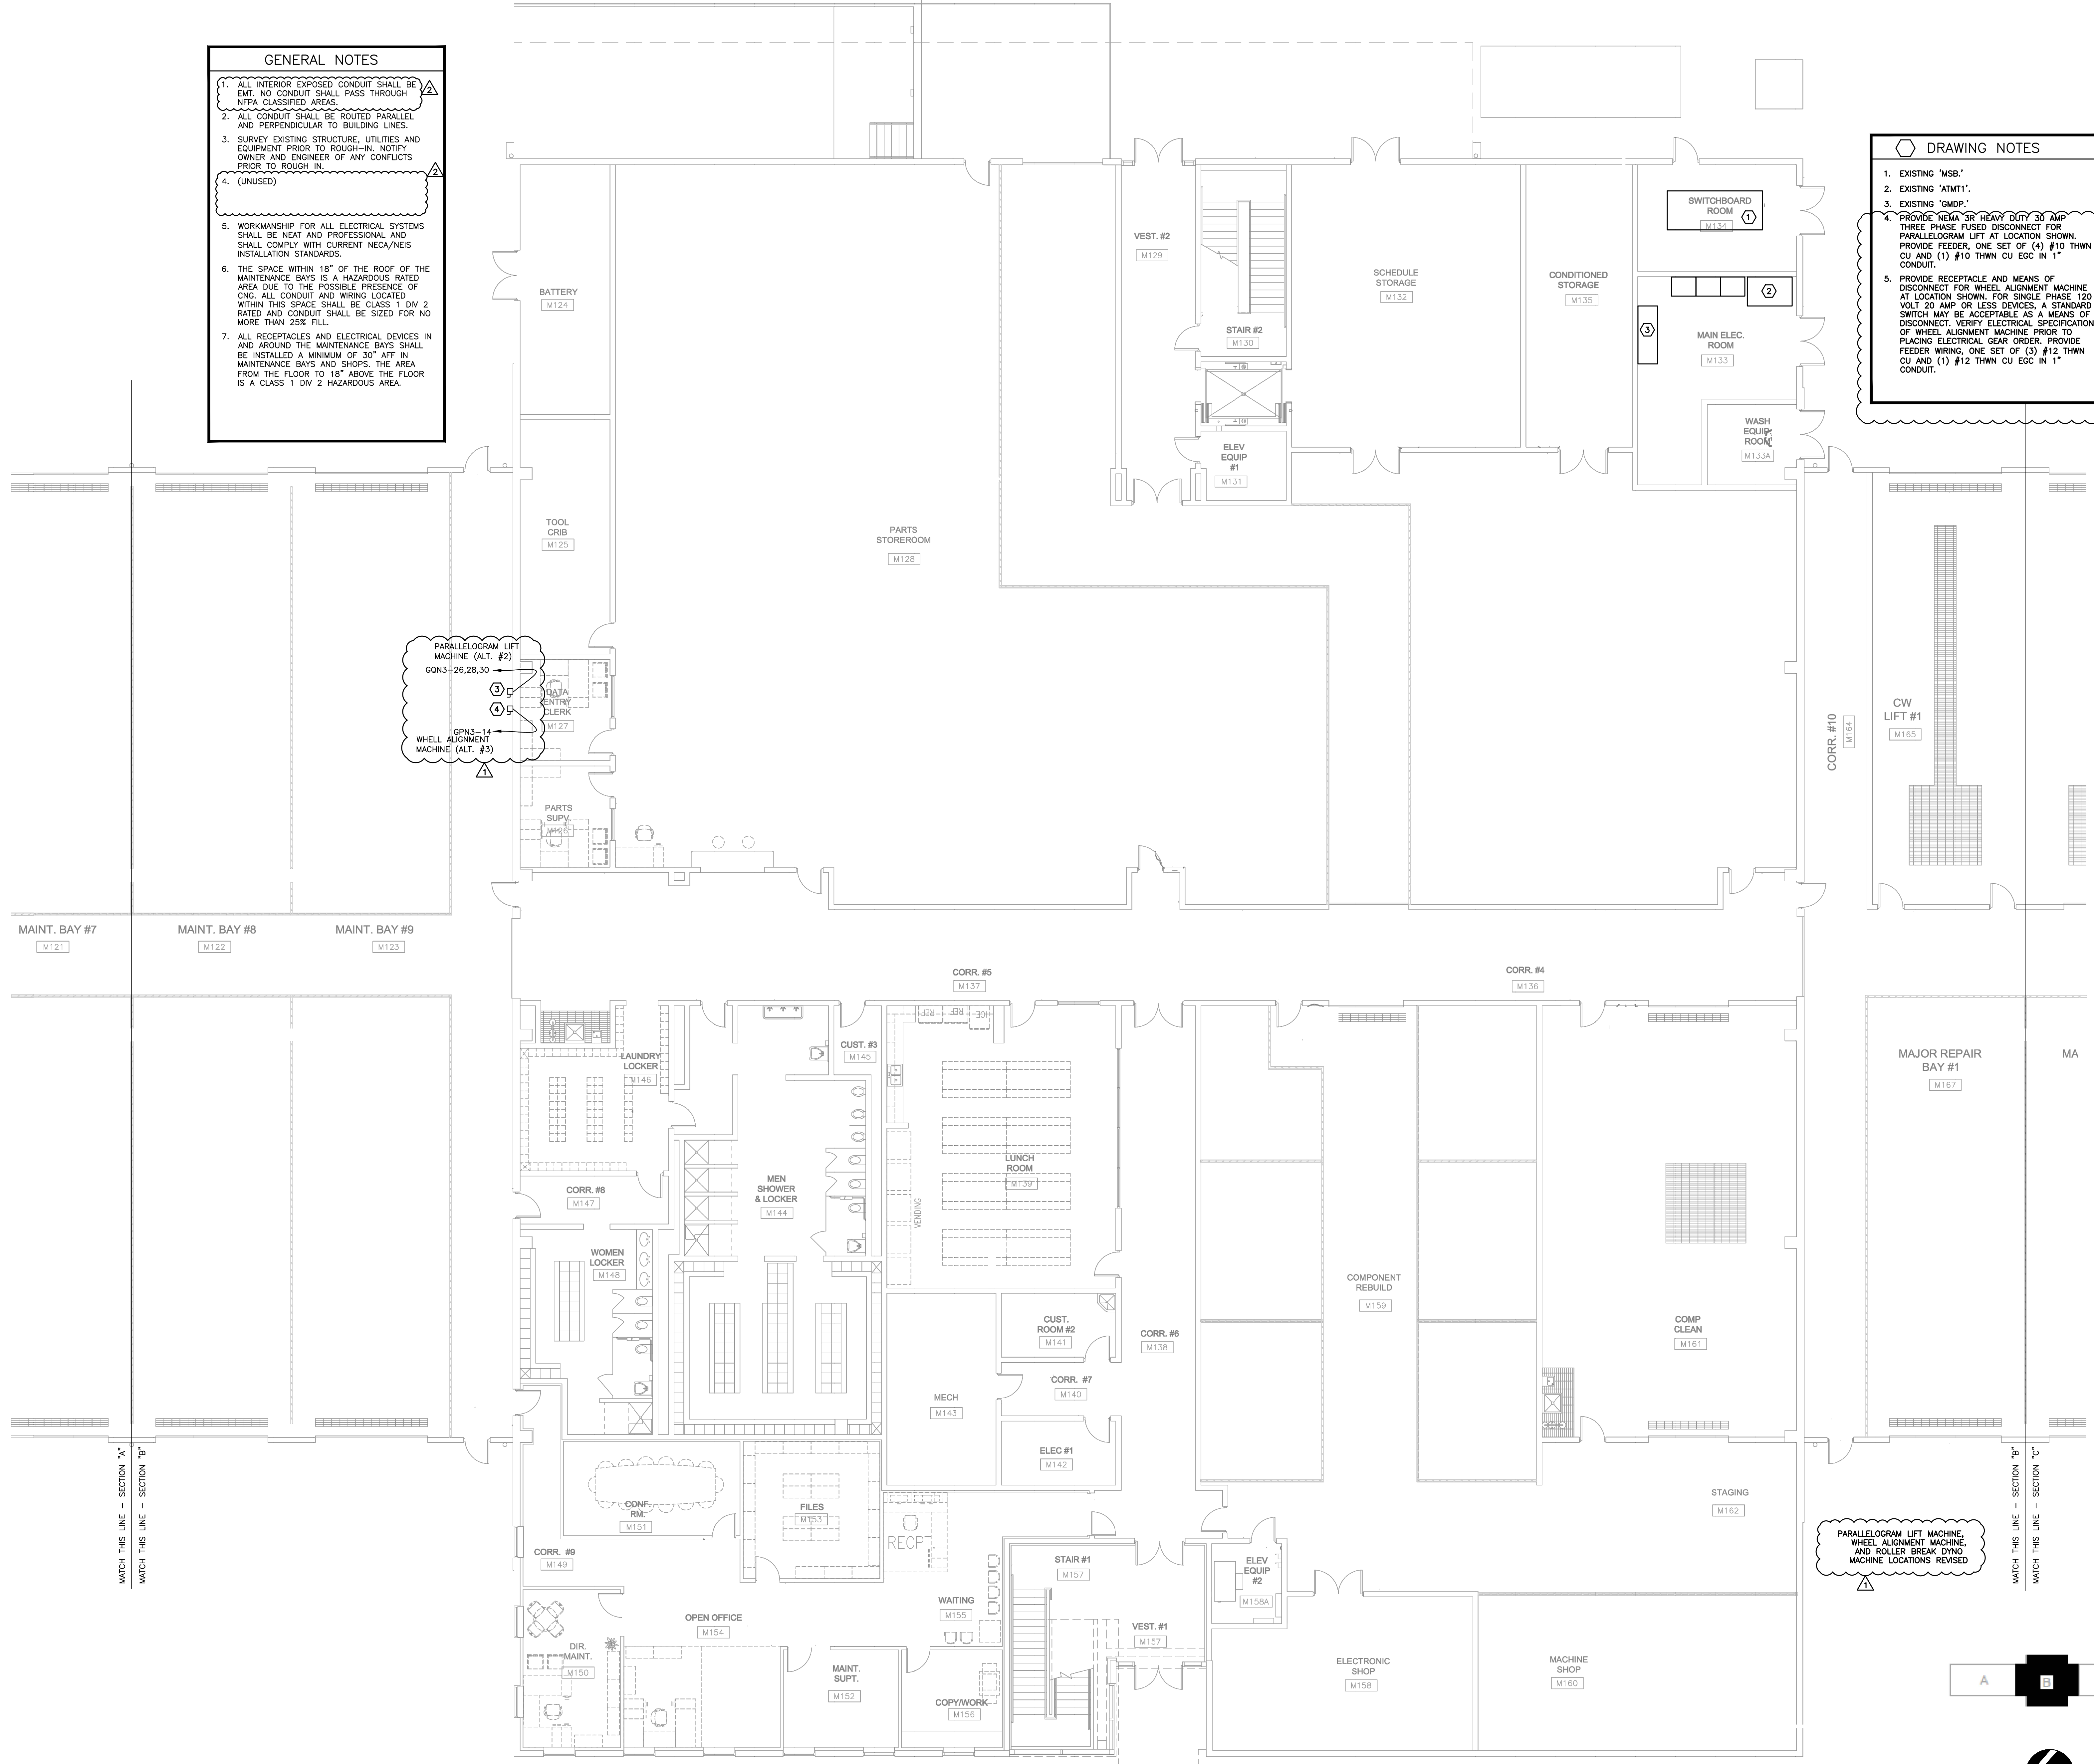 GENERAL NOTES
1. ALL INTERIOR EXPOSED CONDUIT SHALL BE
EMT. NO CONDUIT SHALL PASS THROUGH
NFPA CLASSIFIED AREAS.
2
2. ALL CONDUIT SHALL BE ROUTED PARALLEL
AND PERPENDICULAR TO BUILDING LINES.
3. SURVEY EXISTING STRUCTURE, UTILITIES AND
EQUIPMENT PRIOR TO ROUGH-IN. NOTIFY
OWNER AND ENGINEER OF ANY CONFLICTS
PRIOR TO ROUGH IN.
2
4. (UNUSED)
5. WORKMANSHIP FOR ALL ELECTRICAL SYSTEMS
SHALL BE NEAT AND PROFESSIONAL AND
SHALL COMPLY WITH CURRENT NECA/NEIS
INSTALLATION STANDARDS.
6. THE SPACE WITHIN 18" OF THE ROOF OF THE
MAINTENANCE BAYS IS A HAZARDOUS RATED
AREA DUE TO THE POSSIBLE PRESENCE OF
CNG. ALL CONDUIT AND WIRING LOCATED
WITHIN THIS SPACE SHALL BE CLASS 1 DIV 2
RATED AND CONDUIT SHALL BE SIZED FOR NO
MORE THAN 25% FILL.
7. ALL RECEPTACLES AND ELECTRICAL DEVICES IN
AND AROUND THE MAINTENANCE BAYS SHALL
BE INSTALLED A MINIMUM OF 30" AFF IN
MAINTENANCE BAYS AND SHOPS. THE AREA
FROM THE FLOOR TO 18" ABOVE THE FLOOR
IS A CLASS 1 DIV 2 HAZARDOUS AREA.
DRAWING NOTES
1. EXISTING 'MSB.'
2. EXISTING 'ATMT1'.
3. EXISTING 'GMDP.'
4. PROVIDE NEMA 3R HEAVY DUTY 30 AMP
THREE PHASE FUSED DISCONNECT FOR
PARALLELOGRAM LIFT AT LOCATION SHOWN.
PROVIDE FEEDER, ONE SET OF (4) #10 THWN
CU AND (1) #10 THWN CU EGC IN 1"
CONDUIT.
5. PROVIDE RECEPTACLE AND MEANS OF
DISCONNECT FOR WHEEL ALIGNMENT MACHINE
AT LOCATION SHOWN. FOR SINGLE PHASE 120
VOLT 20 AMP OR LESS DEVICES, A STANDARD
SWITCH MAY BE ACCEPTABLE AS A MEANS OF
DISCONNECT. VERIFY ELECTRICAL SPECIFICATION
OF WHEEL ALIGNMENT MACHINE PRIOR TO
PLACING ELECTRICAL GEAR ORDER. PROVIDE
FEEDER WIRING, ONE SET OF (3) #12 THWN
CU AND (1) #12 THWN CU EGC IN 1"
CONDUIT.
SWITCHBOARD
ROOM
M134
1
VEST. #2
M129
BATTERY
M124
SCHEDULE
STORAGE
M132
CONDITIONED
STORAGE
M135
2
3
STAIR #2
M130
MAIN ELEC.
ROOM
M133
WASH
EQUIP.
ROOM
M133A
ELEV
EQUIP
#1
M131
TOOL
CRIB
M125
PARTS
STOREROOM
M128
PARALLELOGRAM LIFT
MACHINE (ALT. #2)
GQN3-26,28,30
3
4
GPN3-14
WHELL ALIGNMENT
MACHINE (ALT. #3)
1
DATA
ENTRY
CLERK
M127
PARTS
SUPV
M126
CORR. #10
M164
CW
LIFT #1
M165
MAINT. BAY #7
M121
MAINT. BAY #8
M122
MAINT. BAY #9
M123
CORR. #5
M137
CORR. #4
M136
REF
REF
ICE
CUST. #3
M145
LAUNDRY
LOCKER
M146
MAJOR REPAIR
BAY #1
M167
MA
LUNCH
ROOM
M139
VENDING
MEN
SHOWER
& LOCKER
M144
CORR. #8
M147
WOMEN
LOCKER
M148
COMPONENT
REBUILD
M159
COMP
CLEAN
M161
CUST.
ROOM #2
M141
CORR. #6
M138
CORR. #7
M140
MECH
M143
ELEC #1
M142
MATCH THIS LINE - SECTION "A"
MATCH THIS LINE - SECTION "B"
MATCH THIS LINE - SECTION "B"
MATCH THIS LINE - SECTION "C"
CONF.
RM.
M151
FILES
M153
STAGING
M162
RECPT
PARALLELOGRAM LIFT MACHINE,
WHEEL ALIGNMENT MACHINE,
AND ROLLER BREAK DYNO
MACHINE LOCATIONS REVISED
1
CORR. #9
M149
STAIR #1
M157
ELEV
EQUIP
#2
M158A
WAITING
M155
OPEN OFFICE
M154
VEST. #1
M157
DIR.
MAINT.
M150
MAINT.
SUPT.
M152
COPY/WORK
M156
ELECTRONIC
SHOP
M158
MACHINE
SHOP
M160
A
B